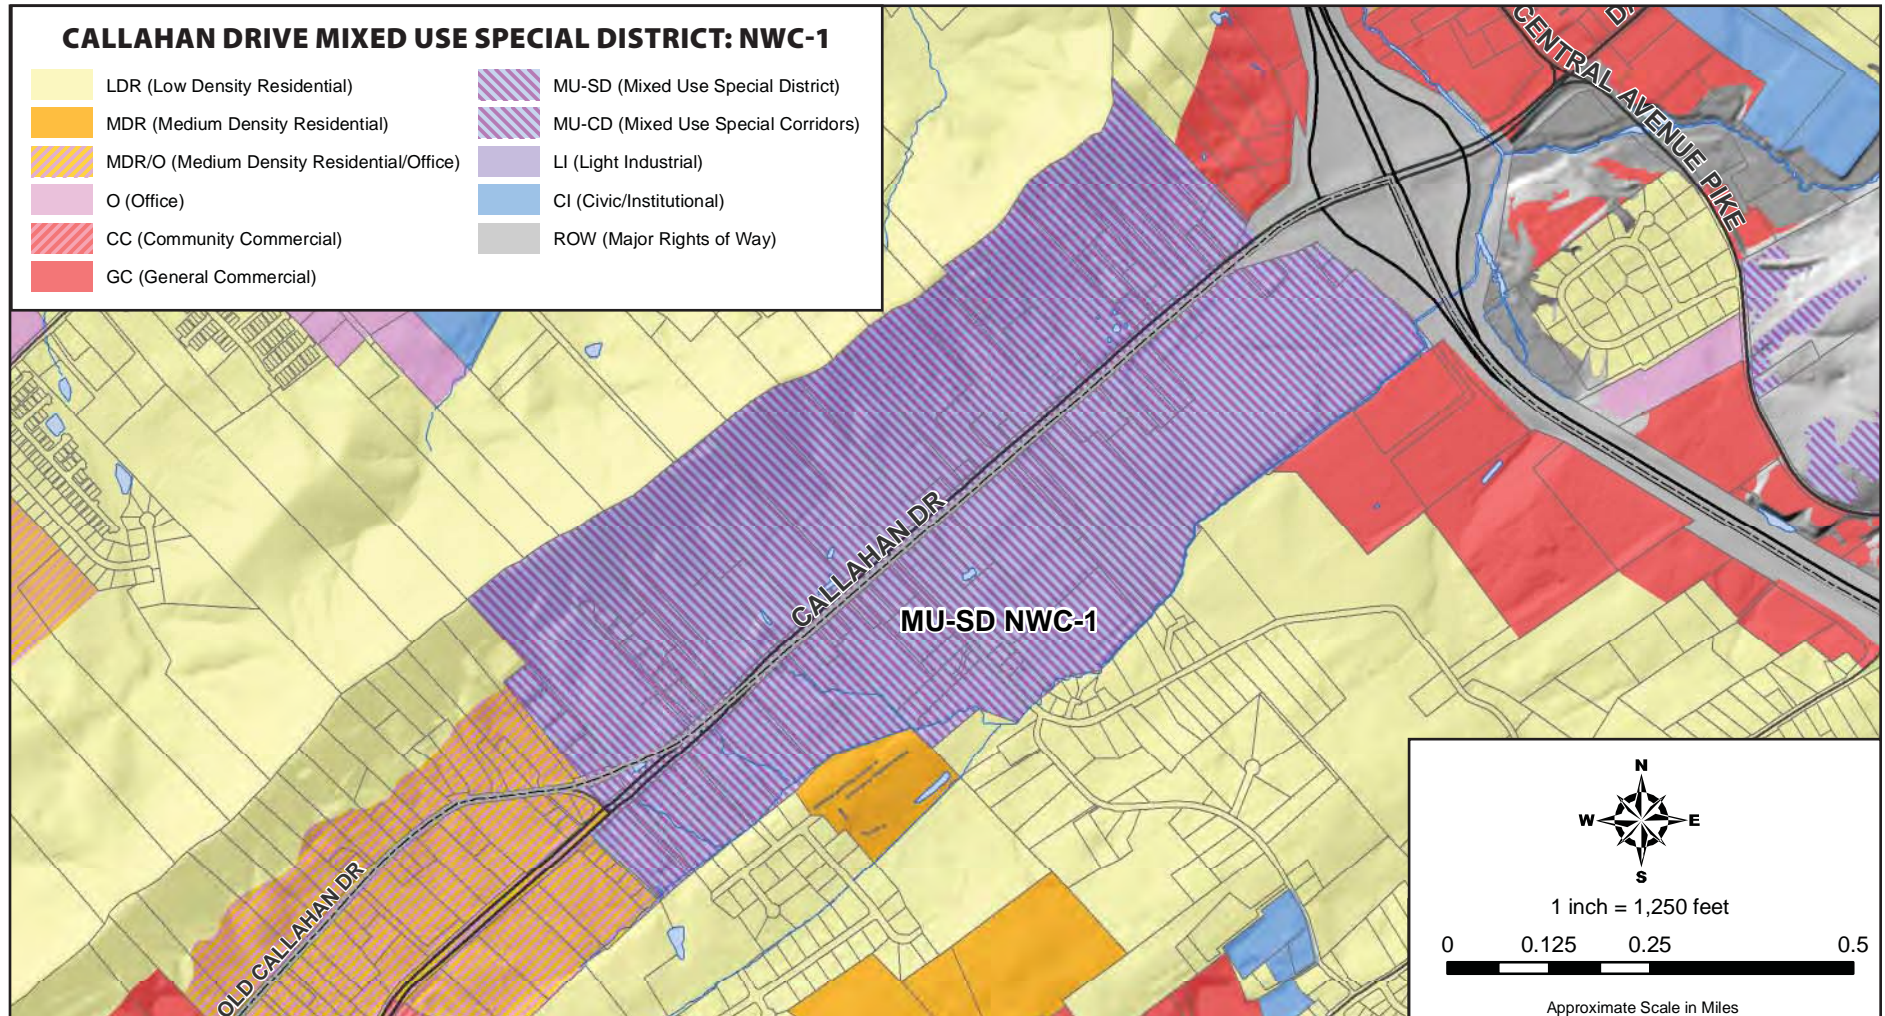 CALLAHAN DRIVE MIXED USE SPECIAL DISTRICT: NWC-1
LDR (Low Density Residential)
MDR (Medium Density Residential)
MDR/O (Medium Density Residential/Office)
O (Office)
CC (Community Commercial)
GC (General Commercial)
MU-SD (Mixed Use Special District)
MU-CD (Mixed Use Special Corridors)
LI (Light Industrial)
CI (Civic/Institutional)
ROW (Major Rights of Way)
CENTRAL AVENUE PIKE
CALLAHAN DR
MU-SD NWC-1
OLD CALLAHAN DR
N
W E
S
1 inch = 1,250 feet
0 0.125 0.25 0.5
Approximate Scale in Miles